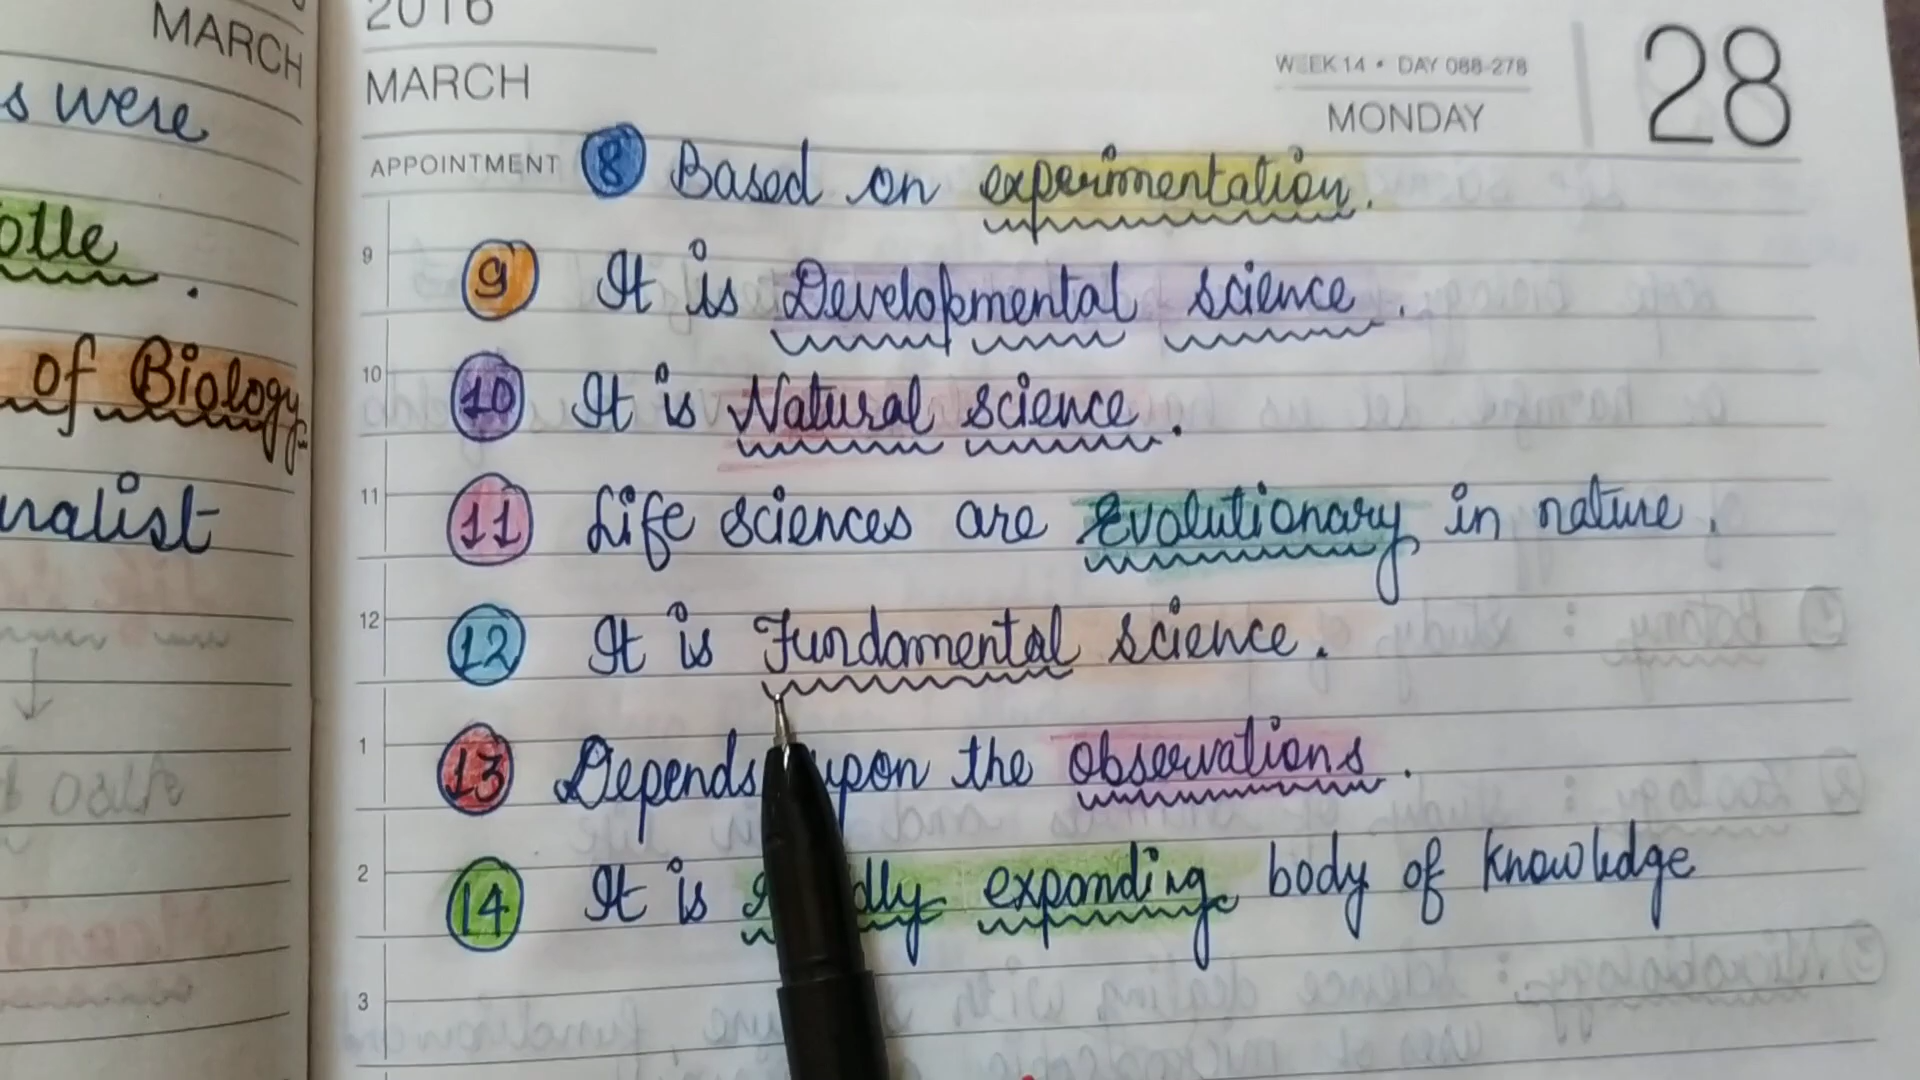 MARCH
s were
otle.
of Biology
ralist
2016
MARCH
WEEK 14 • DAY 088-278
MONDAY
28
APPOINTMENT
8 Based on experimentation.
9
9 It is Developmental science.
10
10 It is Natural science.
11
11 Life sciences are Evolutionary in nature.
12
12 It is Fundamental science.
1
13 Depends upon the observations.
2
14 It is expanding body of knowledge
3